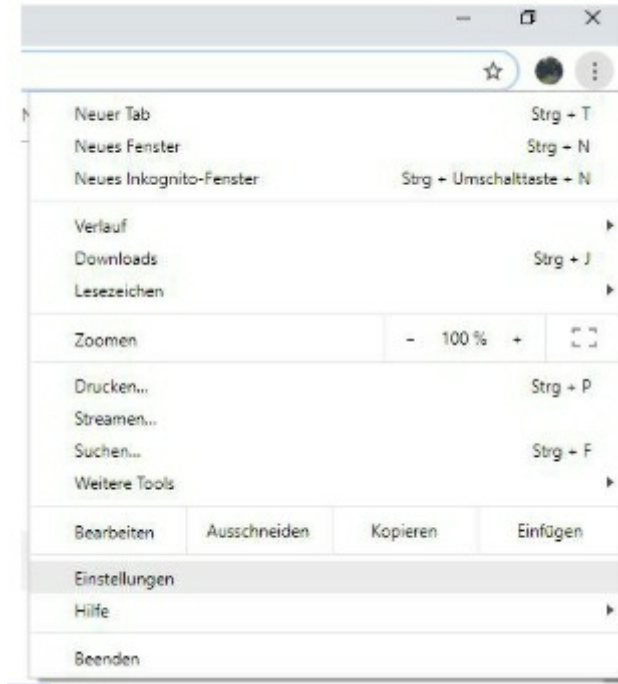 Neuer Tab Strg + T
Neues Fenster Strg + N
Neues Inkognito-Fenster Strg + Umschalttaste + N
Verlauf
Downloads Strg + J
Lesezeichen
Zoomen - 100 % +
Drucken... Strg + P
Streamen...
Suchen... Strg + F
Weitere Tools
Bearbeiten Ausschneiden Kopieren Einfügen
Einstellungen
Hilfe
Beenden